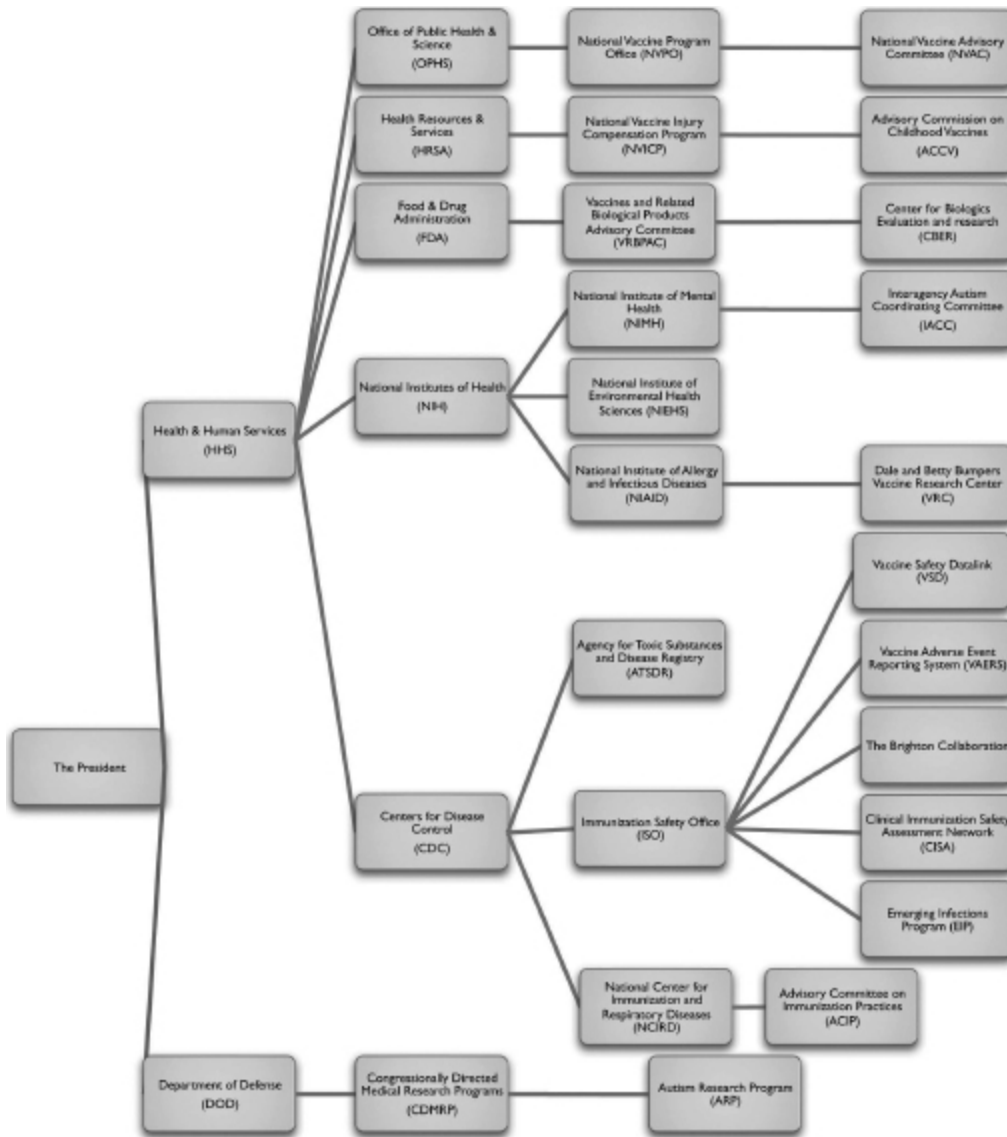 Office of Public Health &
Science
(OPHS)
National Vaccine Program
Office (NVPO)
National Vaccine Advisory
Committee (NVAC)
Health Resources &
Services
(HRSA)
National Vaccine Injury
Compensation Program
(NVICP)
Advisory Commission on
Childhood Vaccines
(ACCV)
Food & Drug
Administration
(FDA)
Vaccines and Related
Biological Products
Advisory Committee
(VRBPAC)
Center for Biologics
Evaluation and research
(CBER)
National Institute of Mental
Health
(NIMH)
Interagency Autism
Coordinating Committee
(IACC)
National Institutes of Health
(NIH)
National Institute of
Environmental Health
Sciences (NIEHS)
Health & Human Services
(HHS)
National Institute of Allergy
and Infectious Diseases
(NIAID)
Dale and Betty Bumpers
Vaccine Research Center
(VRC)
Vaccine Safety Datalink
(VSD)
Agency for Toxic Substances
and Disease Registry
(ATSDR)
Vaccine Adverse Event
Reporting System (VAERS)
The President
The Brighton Collaboration
Centers for Disease
Control
(CDC)
Immunization Safety Office
(ISO)
Clinical Immunization Safety
Assessment Network
(CISA)
Emerging Infections
Program (EIP)
National Center for
Immunization and
Respiratory Diseases
(NCIRD)
Advisory Committee on
Immunization Practices
(ACIP)
Department of Defense
(DOD)
Congressionally Directed
Medical Research Programs
(CDMRP)
Autism Research Program
(ARP)